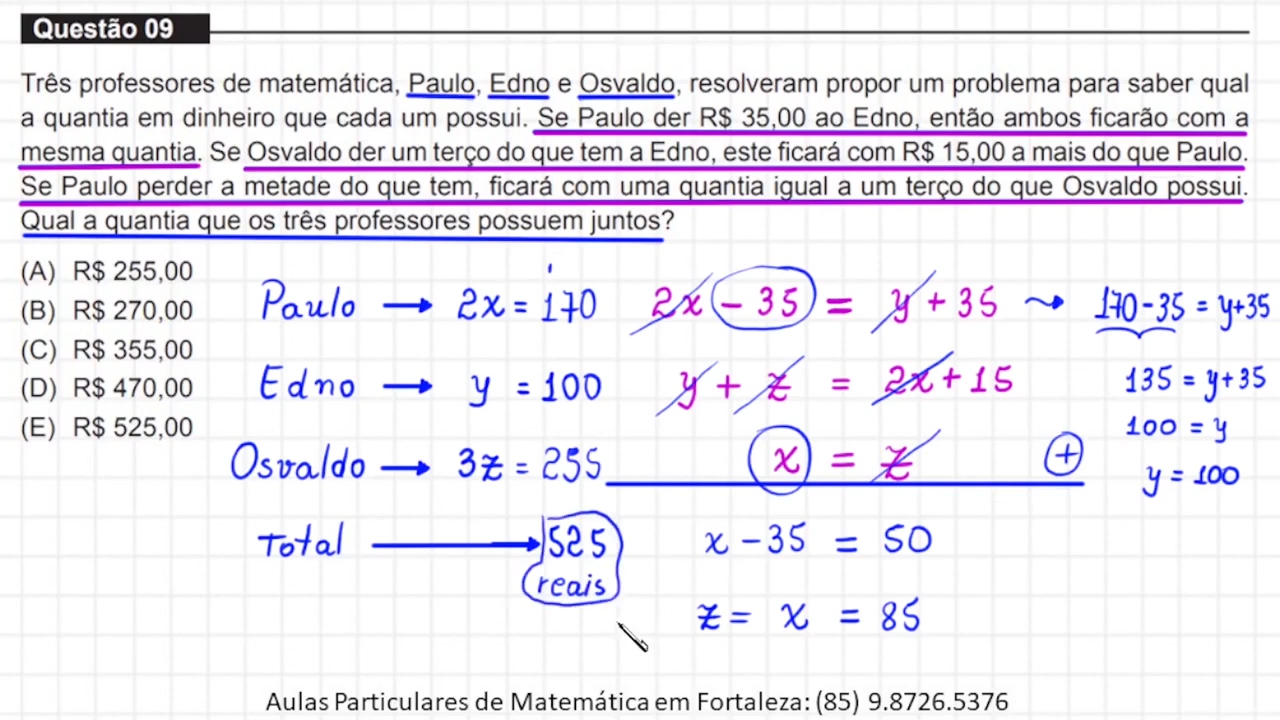 Questão 09
Três professores de matemática, Paulo, Edno e Osvaldo, resolveram propor um problema para saber qual
a quantia em dinheiro que cada um possui. Se Paulo der R$ 35,00 ao Edno, então ambos ficarão com a
mesma quantia. Se Osvaldo der um terço do que tem a Edno, este ficará com R$ 15,00 a mais do que Paulo.
Se Paulo perder a metade do que tem, ficará com uma quantia igual a um terço do que Osvaldo possui.
Qual a quantia que os três professores possuem juntos?
(A) R$ 255,00
(B) R$ 270,00
(C) R$ 355,00
(D) R$ 470,00
(E) R$ 525,00
Paulo → 2x = 170
Edno → y = 100
Osvaldo → 3z = 255
Total → 525
reais
2x - 35 = y + 35 ⤳ 170-35 = y+35
y + z = 2x + 15
x = z +
x - 35 = 50
z = x = 85
135 = y+35
100 = y
y = 100
Aulas Particulares de Matemática em Fortaleza: (85) 9.8726.5376